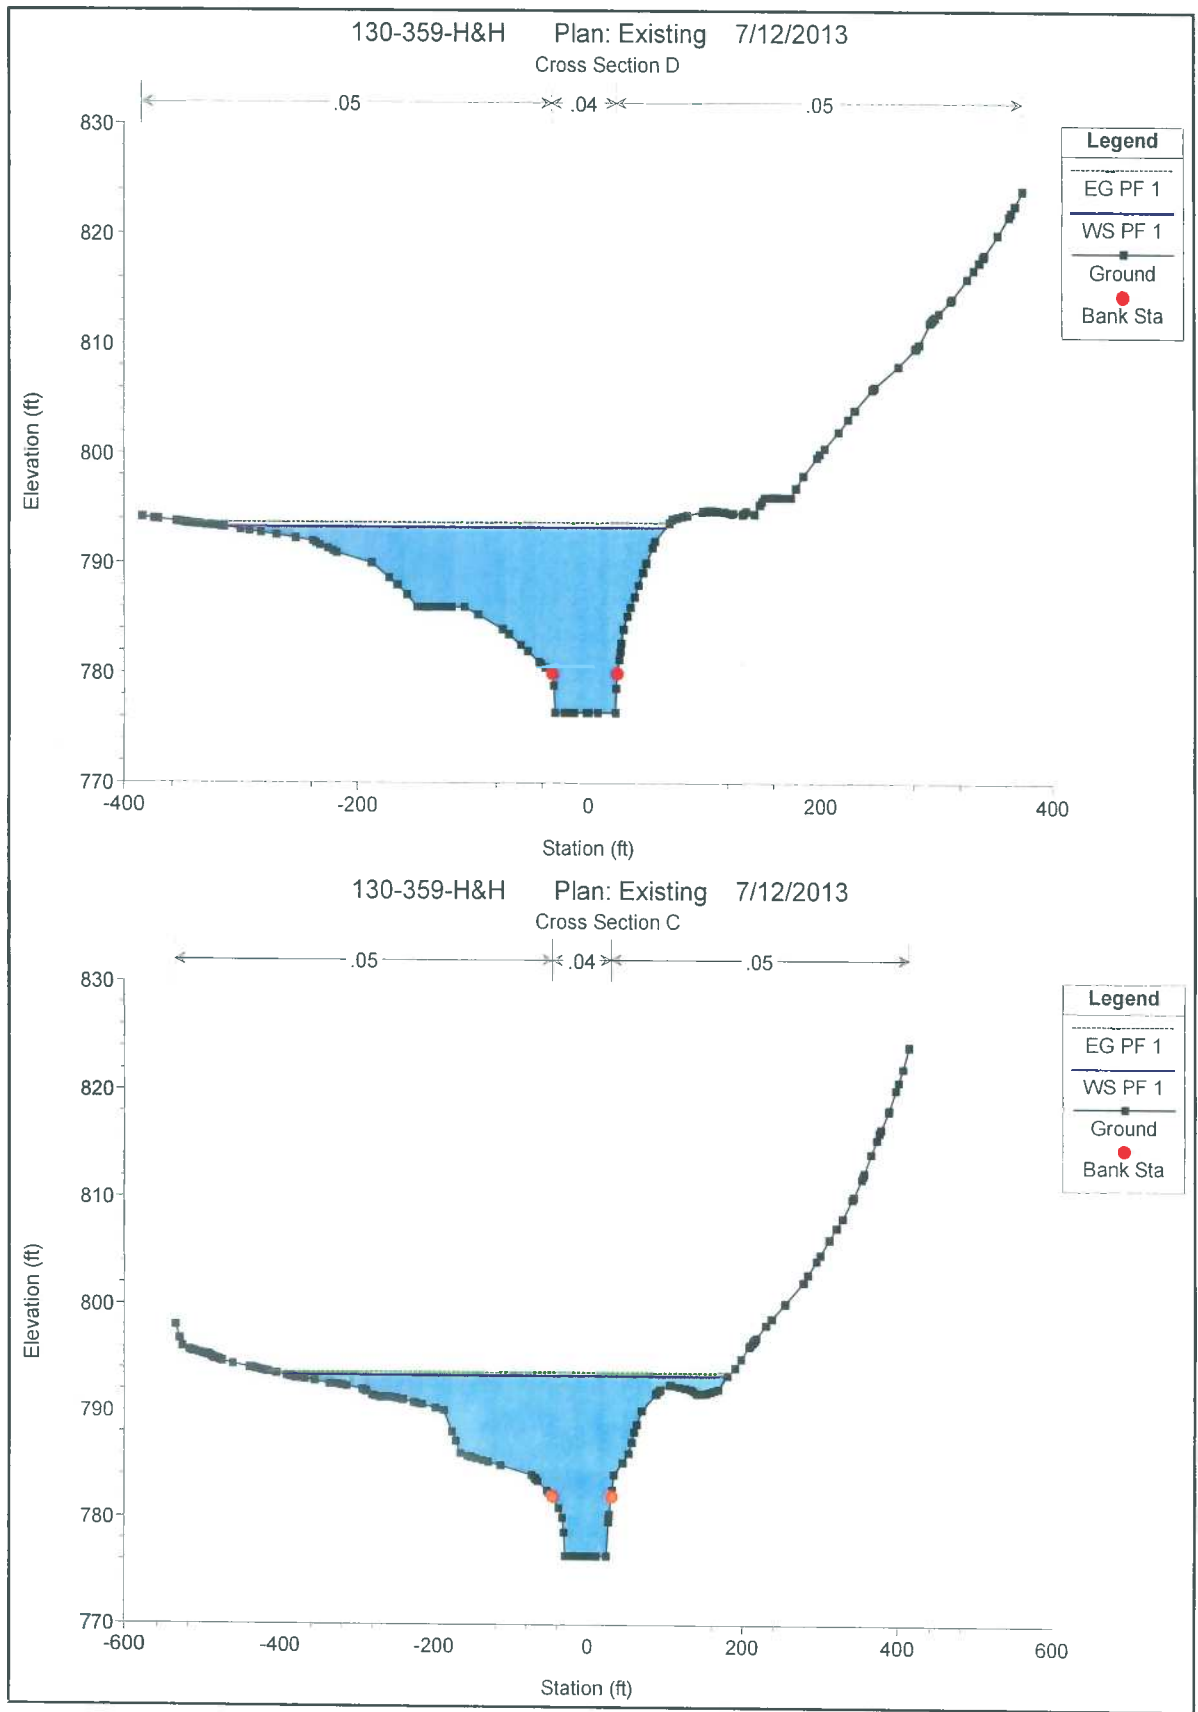 130-359-H&H Plan: Existing 7/12/2013
Cross Section D
.05 .04 .05
830
820
810
800
790
780
770
Elevation (ft)
-400 -200 0 200 400
Station (ft)
Legend
EG PF 1
WS PF 1
Ground
Bank Sta
130-359-H&H Plan: Existing 7/12/2013
Cross Section C
.05 .04 .05
830
820
810
800
790
780
770
Elevation (ft)
-600 -400 -200 0 200 400 600
Station (ft)
Legend
EG PF 1
WS PF 1
Ground
Bank Sta